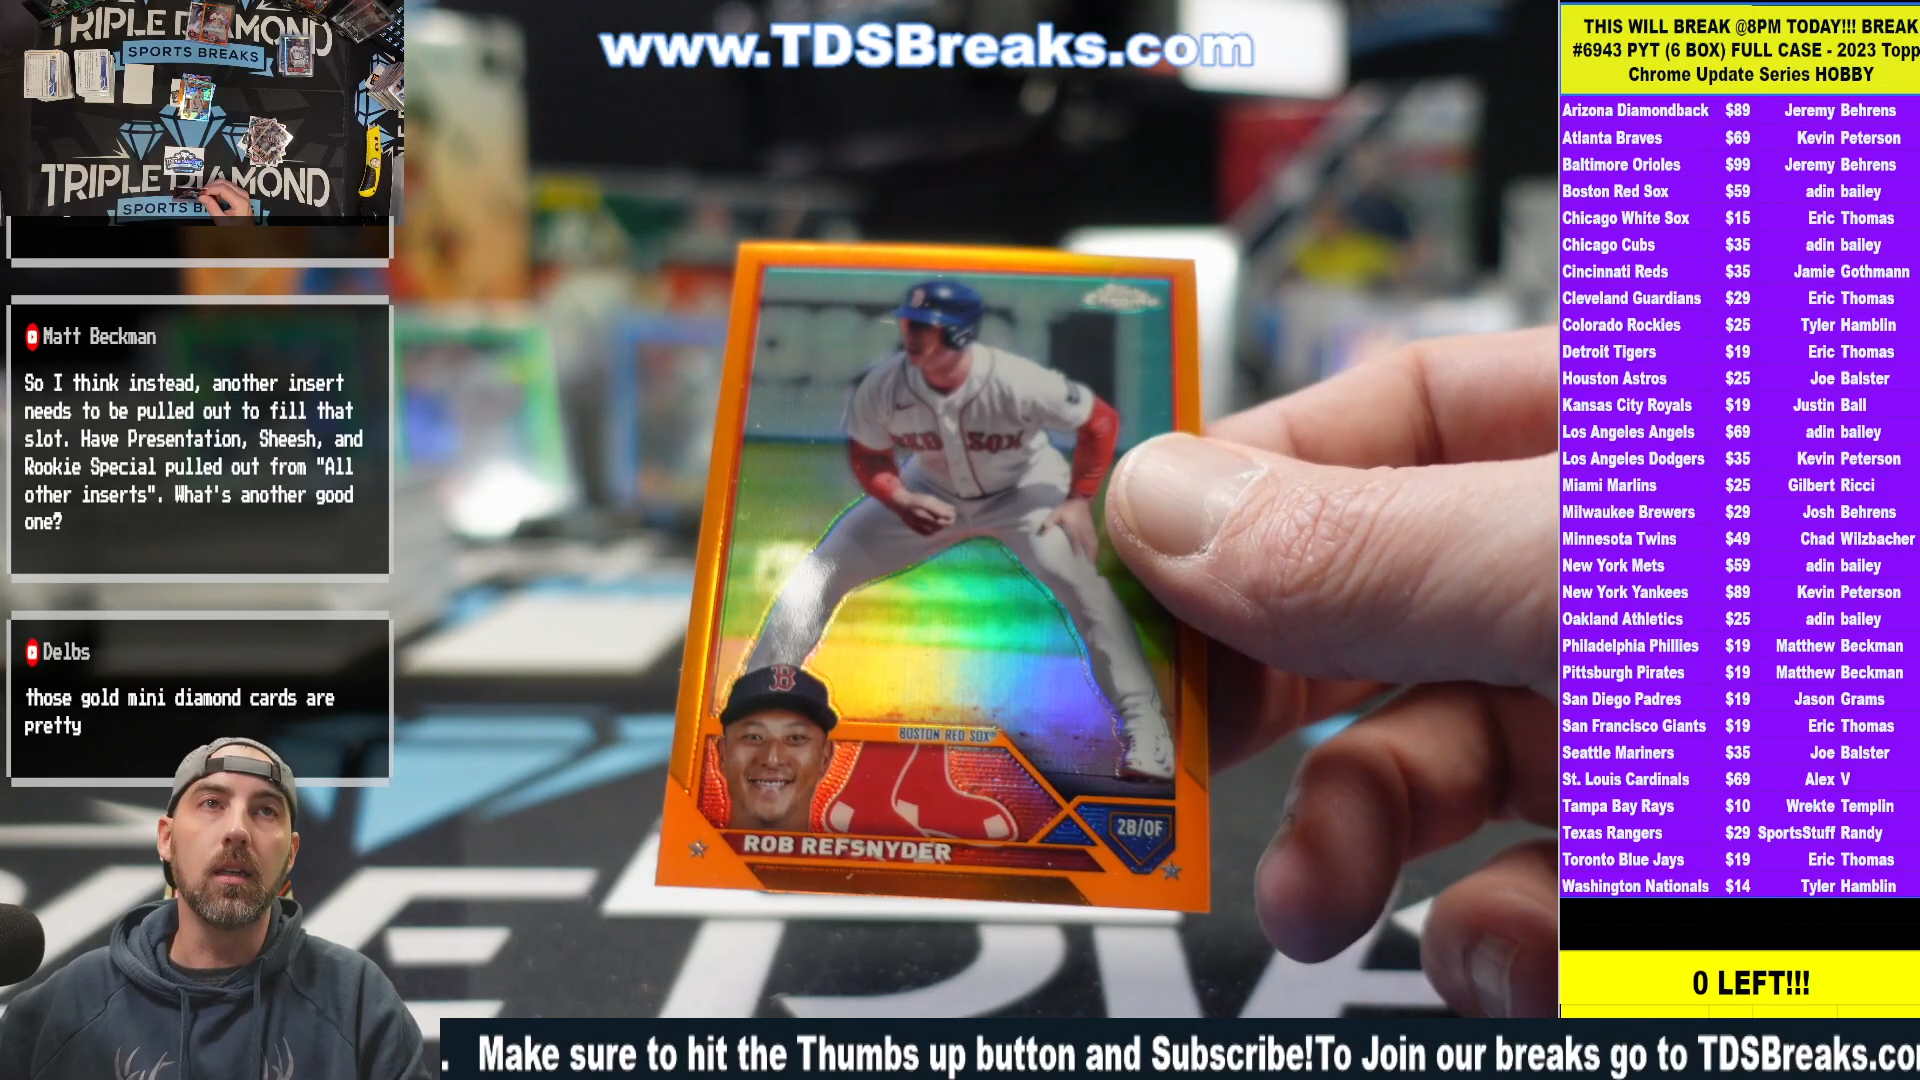 TRIPLE DIAMOND
SPORTS BREAKS
TRIPLE DIAMOND
SPORTS
www.TDSBreaks.com
Matt Beckman
So I think instead, another insert
needs to be pulled out to fill that
slot. Have Presentation, Sheesh, and
Rookie Special pulled out from "All
other inserts". What's another good
one?
Delbs
those gold mini diamond cards are
pretty
Chrome
RED SOX
B
BOSTON RED SOX
2B/OF
ROB REFSNYDER
THIS WILL BREAK @8PM TODAY!!! BREAK
#6943 PYT (6 BOX) FULL CASE - 2023 Topp
Chrome Update Series HOBBY
Arizona Diamondback $89 Jeremy Behrens
Atlanta Braves $69 Kevin Peterson
Baltimore Orioles $99 Jeremy Behrens
Boston Red Sox $59 adin bailey
Chicago White Sox $15 Eric Thomas
Chicago Cubs $35 adin bailey
Cincinnati Reds $35 Jamie Gothmann
Cleveland Guardians $29 Eric Thomas
Colorado Rockies $25 Tyler Hamblin
Detroit Tigers $19 Eric Thomas
Houston Astros $25 Joe Balster
Kansas City Royals $19 Justin Ball
Los Angeles Angels $69 adin bailey
Los Angeles Dodgers $35 Kevin Peterson
Miami Marlins $25 Gilbert Ricci
Milwaukee Brewers $29 Josh Behrens
Minnesota Twins $49 Chad Wilzbacher
New York Mets $59 adin bailey
New York Yankees $89 Kevin Peterson
Oakland Athletics $25 adin bailey
Philadelphia Phillies $19 Matthew Beckman
Pittsburgh Pirates $19 Matthew Beckman
San Diego Padres $19 Jason Grams
San Francisco Giants $19 Eric Thomas
Seattle Mariners $35 Joe Balster
St. Louis Cardinals $69 Alex V
Tampa Bay Rays $10 Wrekte Templin
Texas Rangers $29 SportsStuff Randy
Toronto Blue Jays $19 Eric Thomas
Washington Nationals $14 Tyler Hamblin
0 LEFT!!!
. Make sure to hit the Thumbs up button and Subscribe!To Join our breaks go to TDSBreaks.co